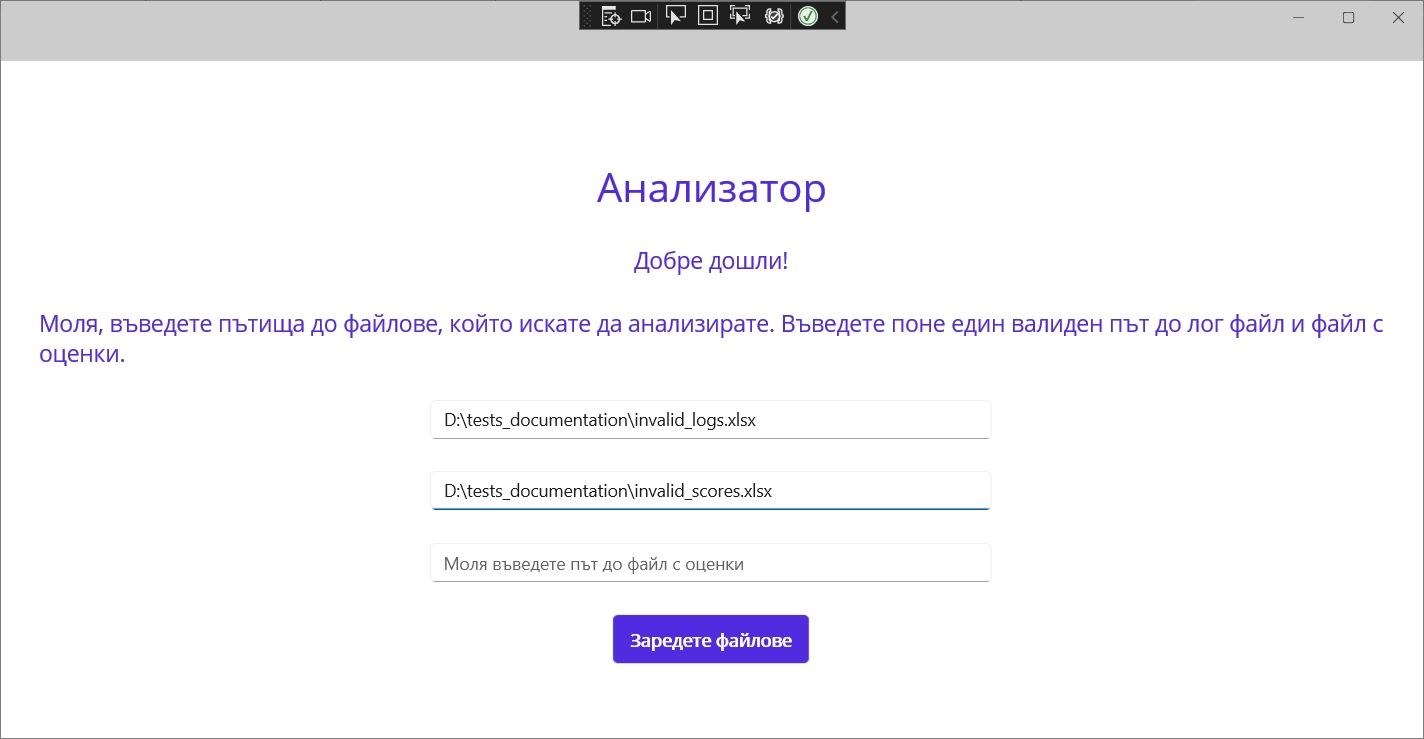 Анализатор
Добре дошли!
Моля, въведете пътища до файлове, който искате да анализирате. Въведете поне един валиден път до лог файл и файл с
оценки.
D:\tests_documentation\invalid_logs.xlsx
D:\tests_documentation\invalid_scores.xlsx
Моля въведете път до файл с оценки
Заредете файлове